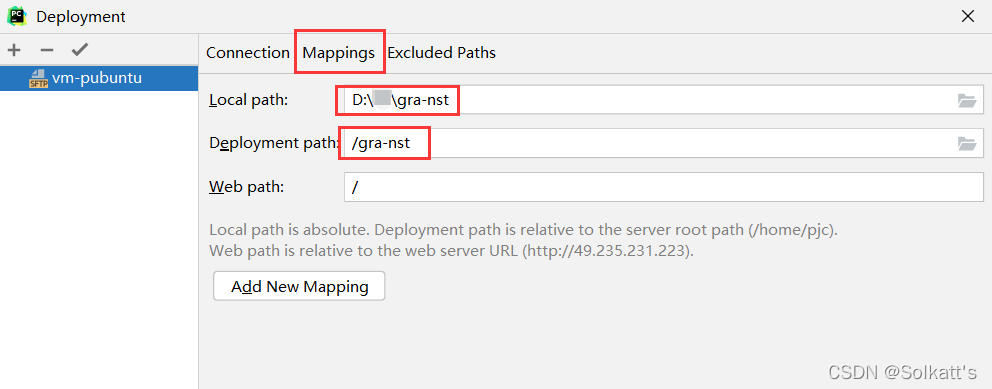 PC
Deployment
Connection Mappings Excluded Paths
SFTP vm-pubuntu
Local path: D:\ \gra-nst
Deployment path: /gra-nst
Web path: /
Local path is absolute. Deployment path is relative to the server root path (/home/pjc).
Web path is relative to the web server URL (http://49.235.231.223).
Add New Mapping
CSDN @Solkatt's